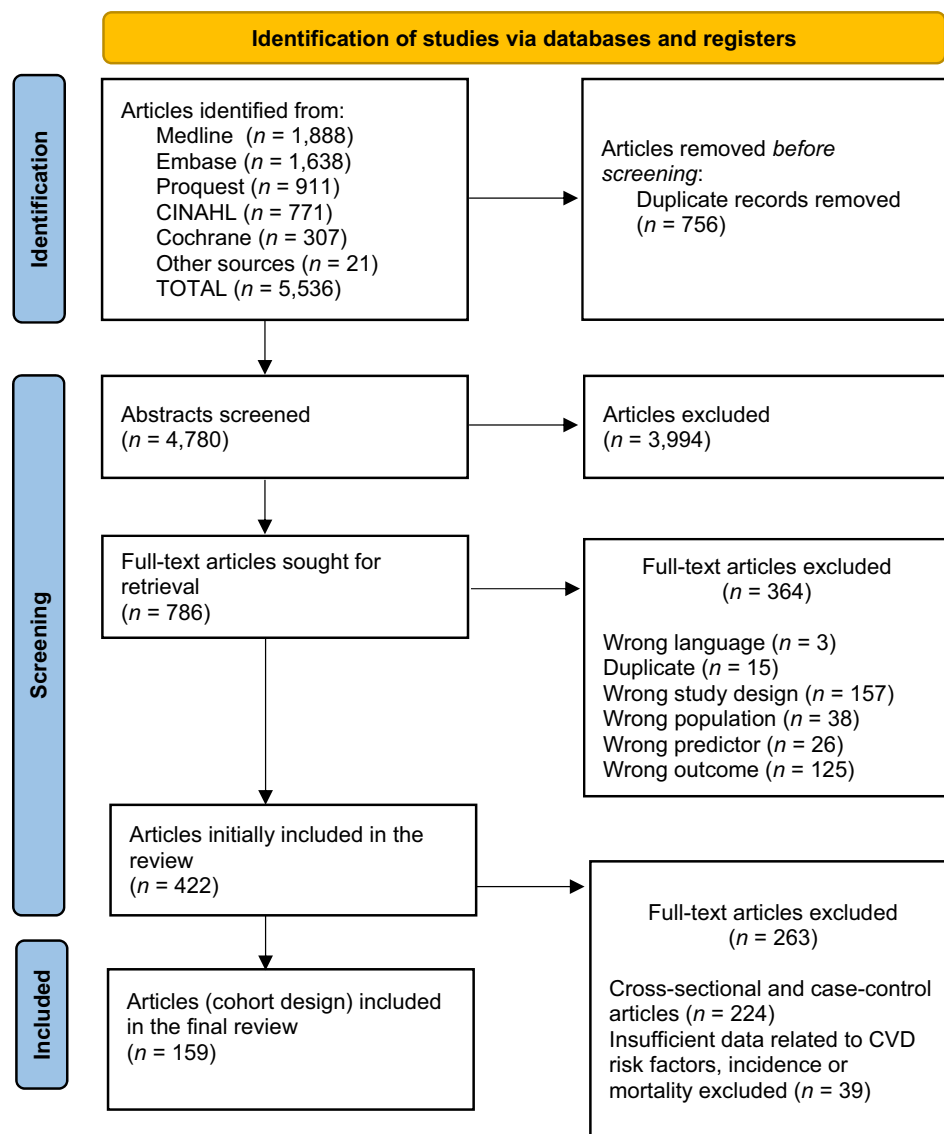 Identification of studies via databases and registers
Identification
Articles identified from:
Medline (n = 1,888)
Embase (n = 1,638)
Proquest (n = 911)
CINAHL (n = 771)
Cochrane (n = 307)
Other sources (n = 21)
TOTAL (n = 5,536)
Articles removed before
screening:
Duplicate records removed
(n = 756)
Screening
Abstracts screened
(n = 4,780)
Articles excluded
(n = 3,994)
Full-text articles sought for
retrieval
(n = 786)
Full-text articles excluded
(n = 364)
Wrong language (n = 3)
Duplicate (n = 15)
Wrong study design (n = 157)
Wrong population (n = 38)
Wrong predictor (n = 26)
Wrong outcome (n = 125)
Articles initially included in the
review
(n = 422)
Full-text articles excluded
(n = 263)
Cross-sectional and case-control
articles (n = 224)
Insufficient data related to CVD
risk factors, incidence or
mortality excluded (n = 39)
Included
Articles (cohort design) included
in the final review
(n = 159)